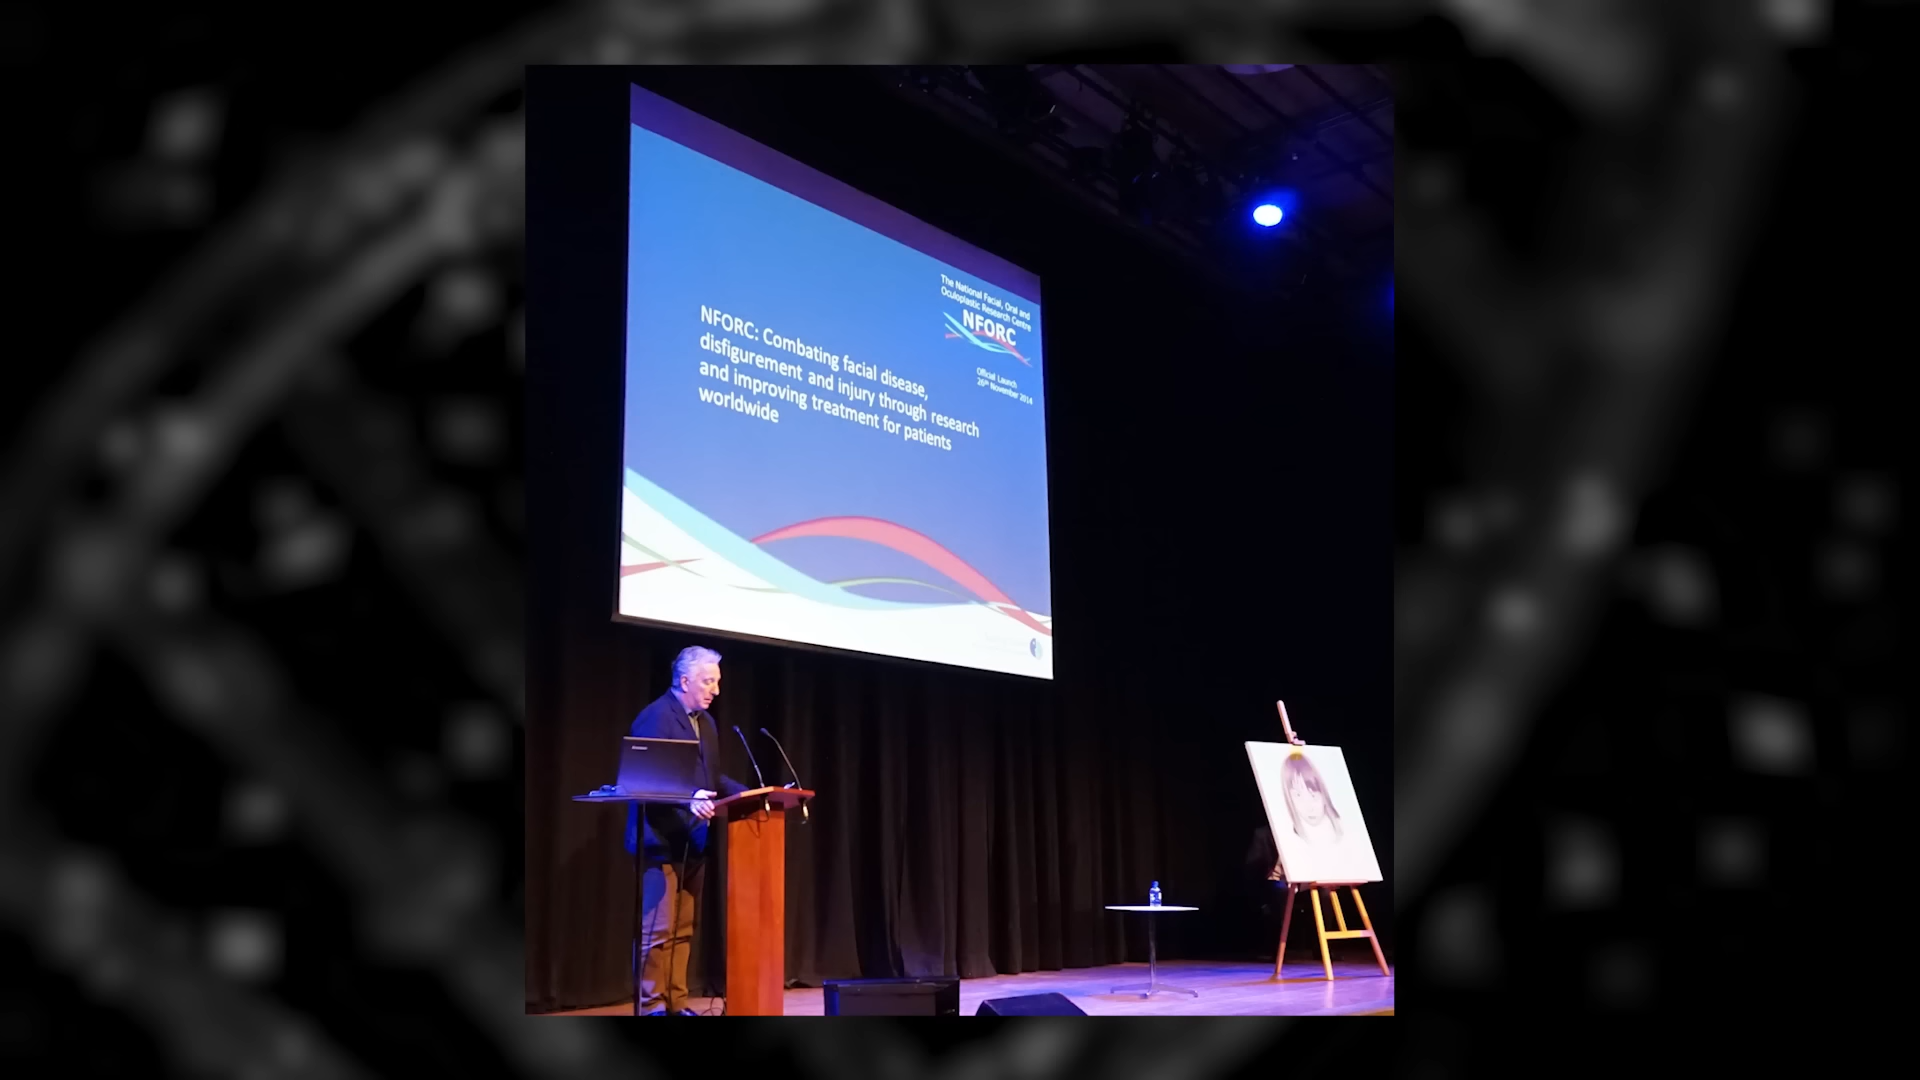 The National Facial, Oral and
Oculoplastic Research Centre
NFORC
Official Launch
26th November 2014
NFORC: Combating facial disease,
disfigurement and injury through research
and improving treatment for patients
worldwide